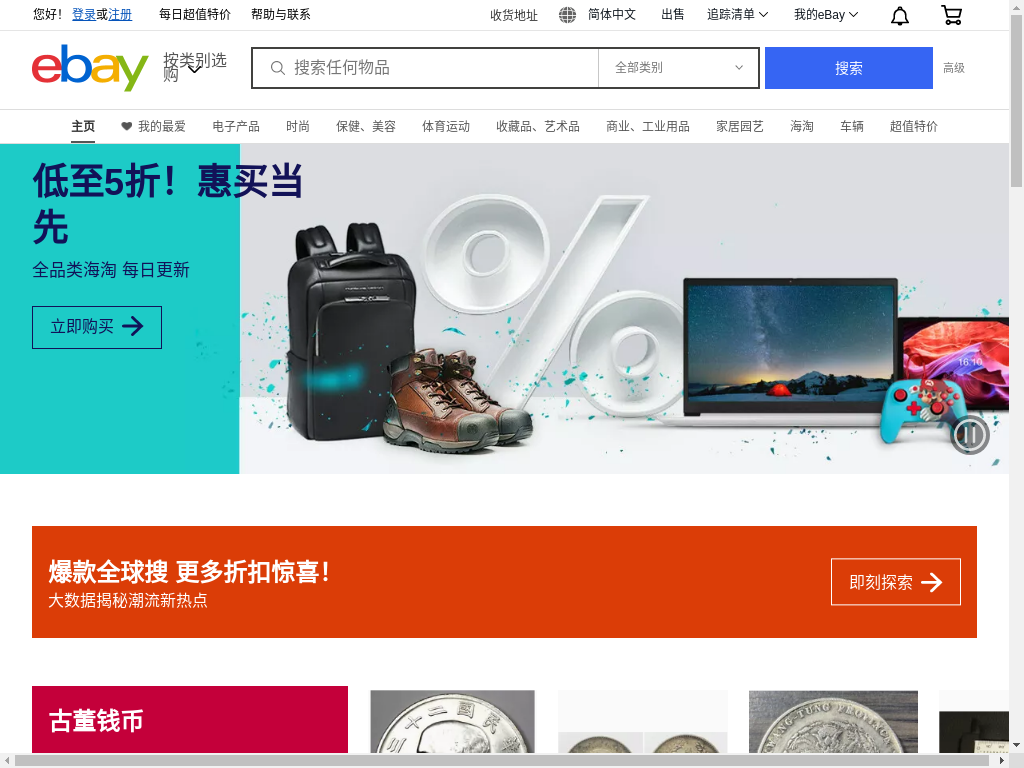 您好！ 登录或注册 每日超值特价 帮助与联系 收货地址 简体中文 出售 追踪清单 我的eBay
ebay
按类别选购
搜索任何物品 全部类别 搜索 高级
主页 我的最爱 电子产品 时尚 保健、美容 体育运动 收藏品、艺术品 商业、工业用品 家居园艺 海淘 车辆 超值特价
低至5折！惠买当
先
全品类海淘 每日更新
立即购买
16:10
爆款全球搜 更多折扣惊喜！
大数据揭秘潮流新热点
即刻探索
古董钱币